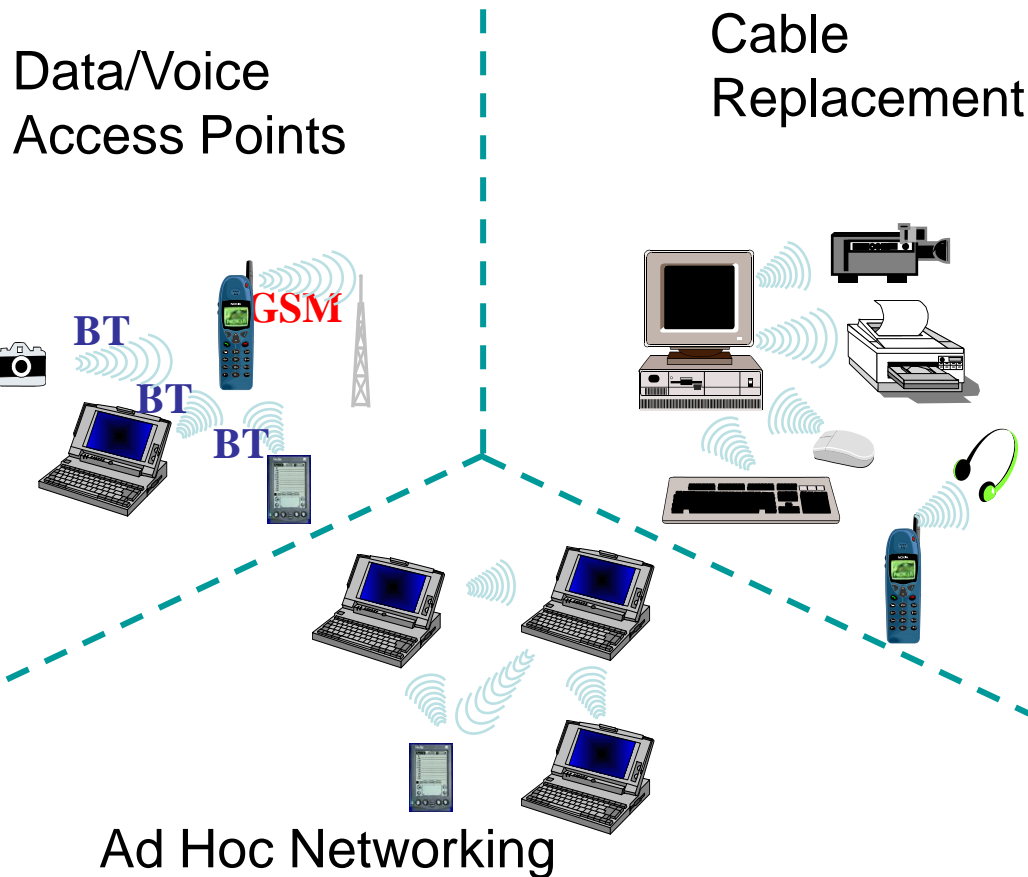 Data/Voice
Access Points
Cable
Replacement
GSM
BT
BT
BT
Ad Hoc Networking